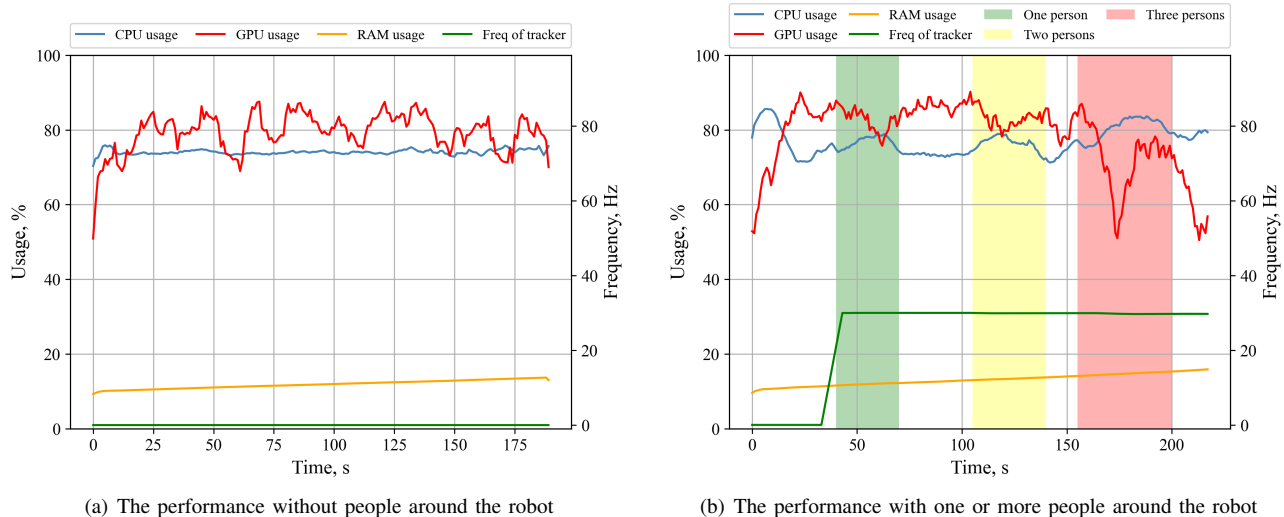 CPU usage GPU usage RAM usage Freq of tracker
100
80
60
40
20
0
Usage, %
80
60
40
20
0
Frequency, Hz
0 25 50 75 100 125 150 175
Time, s
(a) The performance without people around the robot
CPU usage RAM usage One person Three persons
GPU usage Freq of tracker Two persons
100
80
60
40
20
0
Usage, %
80
60
40
20
0
Frequency, Hz
0 50 100 150 200
Time, s
(b) The performance with one or more people around the robot